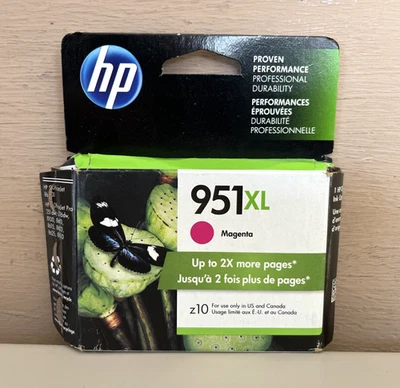 hp
PROVEN
PERFORMANCE
PROFESSIONAL
DURABILITY
PERFORMANCES
ÉPROUVÉES
DURABILITÉ
PROFESSIONNELLE
951XL
Magenta
Up to 2X more pages*
Jusqu'à 2 fois plus de pages*
z10
For use only in US and Canada
Usage limité aux É.U. et au Canada